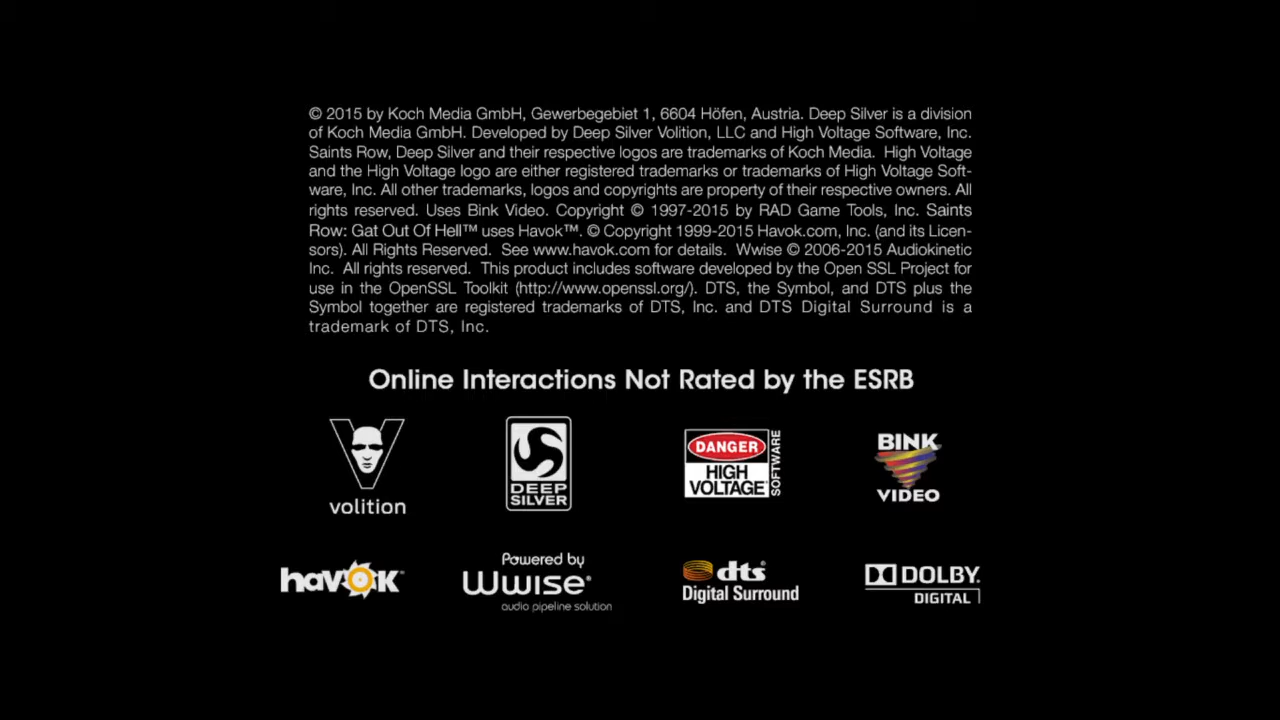 © 2015 by Koch Media GmbH, Gewerbegebiet 1, 6604 Höfen, Austria. Deep Silver is a division
of Koch Media GmbH. Developed by Deep Silver Volition, LLC and High Voltage Software, Inc.
Saints Row, Deep Silver and their respective logos are trademarks of Koch Media.  High Voltage
and the High Voltage logo are either registered trademarks or trademarks of High Voltage Soft-
ware, Inc. All other trademarks, logos and copyrights are property of their respective owners. All
rights reserved. Uses Bink Video. Copyright © 1997-2015 by RAD Game Tools, Inc. Saints
Row: Gat Out Of Hell™ uses Havok™. © Copyright 1999-2015 Havok.com, Inc. (and its Licen-
sors). All Rights Reserved.  See www.havok.com for details.  Wwise © 2006-2015 Audiokinetic
Inc.  All rights reserved.  This product includes software developed by the Open SSL Project for
use in the OpenSSL Toolkit (http://www.openssl.org/). DTS, the Symbol, and DTS plus the
Symbol together are registered trademarks of DTS, Inc. and DTS Digital Surround is a
trademark of DTS, Inc.
Online Interactions Not Rated by the ESRB
volition
DEEP
SILVER
DANGER
HIGH
VOLTAGE
SOFTWARE
BINK
VIDEO
havok™
Powered by
Wwise®
audio pipeline solution
dts
Digital Surround
DOLBY.
DIGITAL